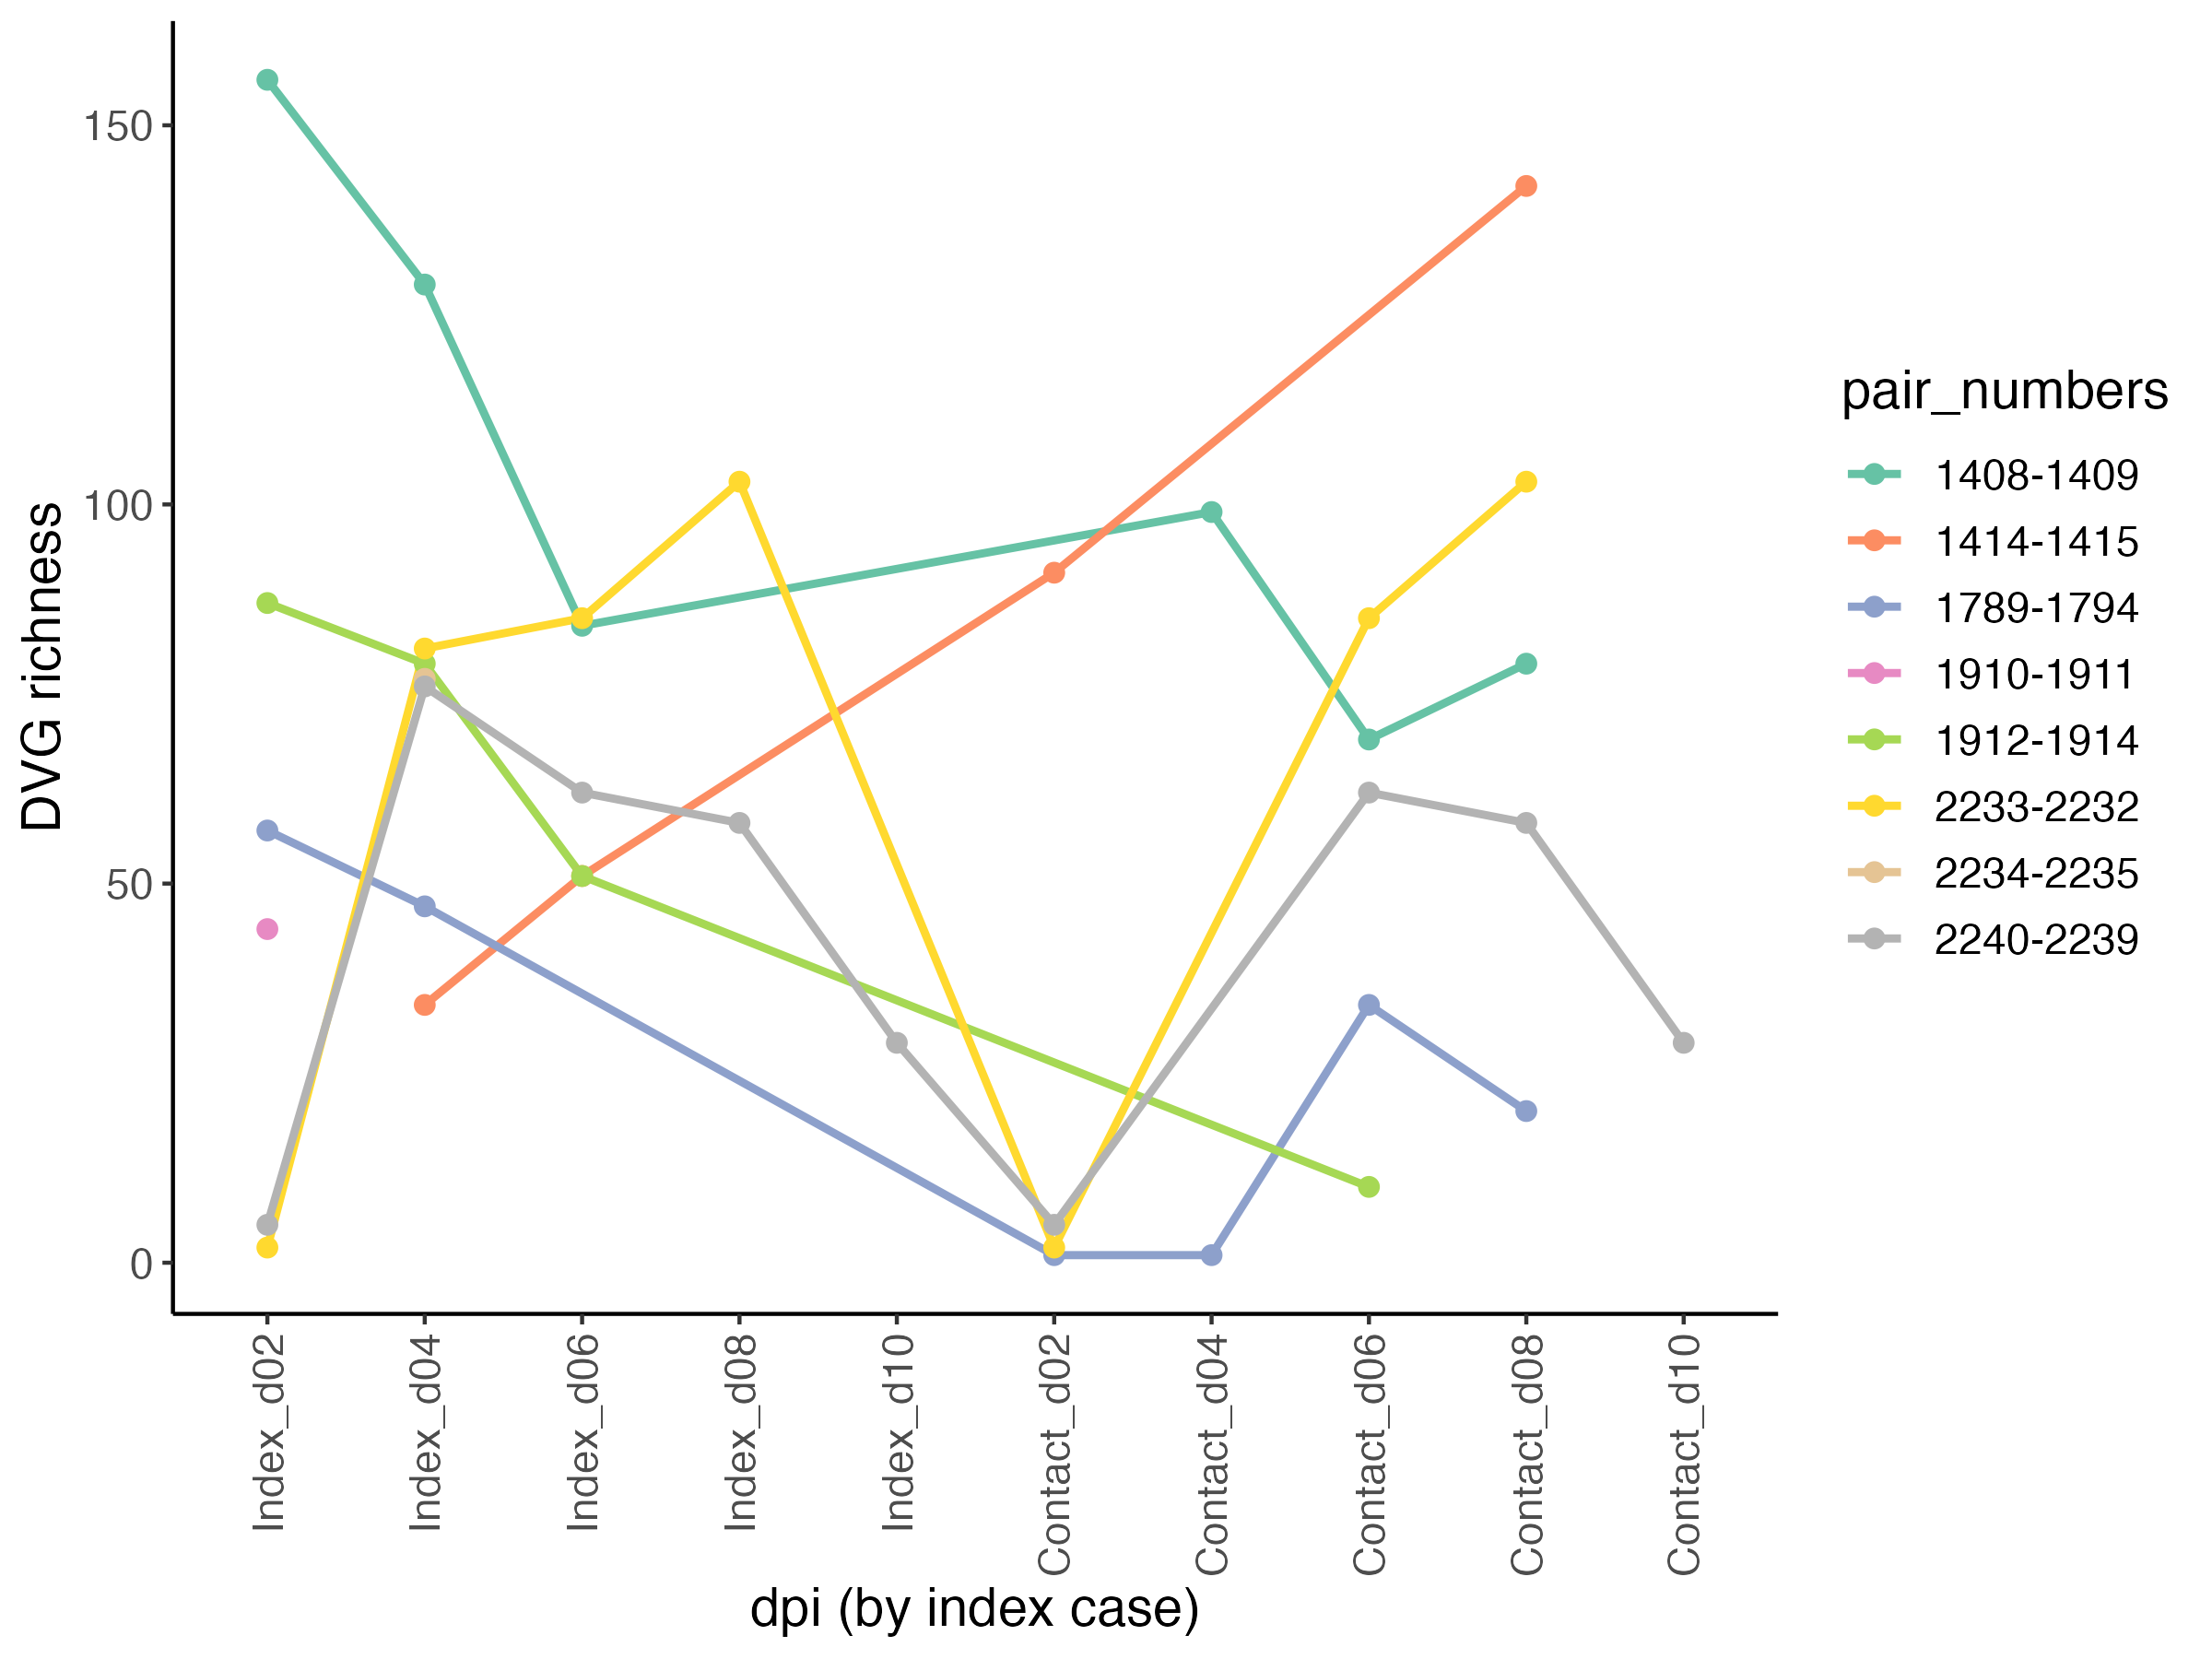 DVG richness
150
100
50
0
Index_d02
Index_d04
Index_d06
Index_d08
Index_d10
Contact_d02
Contact_d04
Contact_d06
Contact_d08
Contact_d10
dpi (by index case)
pair_numbers
1408-1409
1414-1415
1789-1794
1910-1911
1912-1914
2233-2232
2234-2235
2240-2239